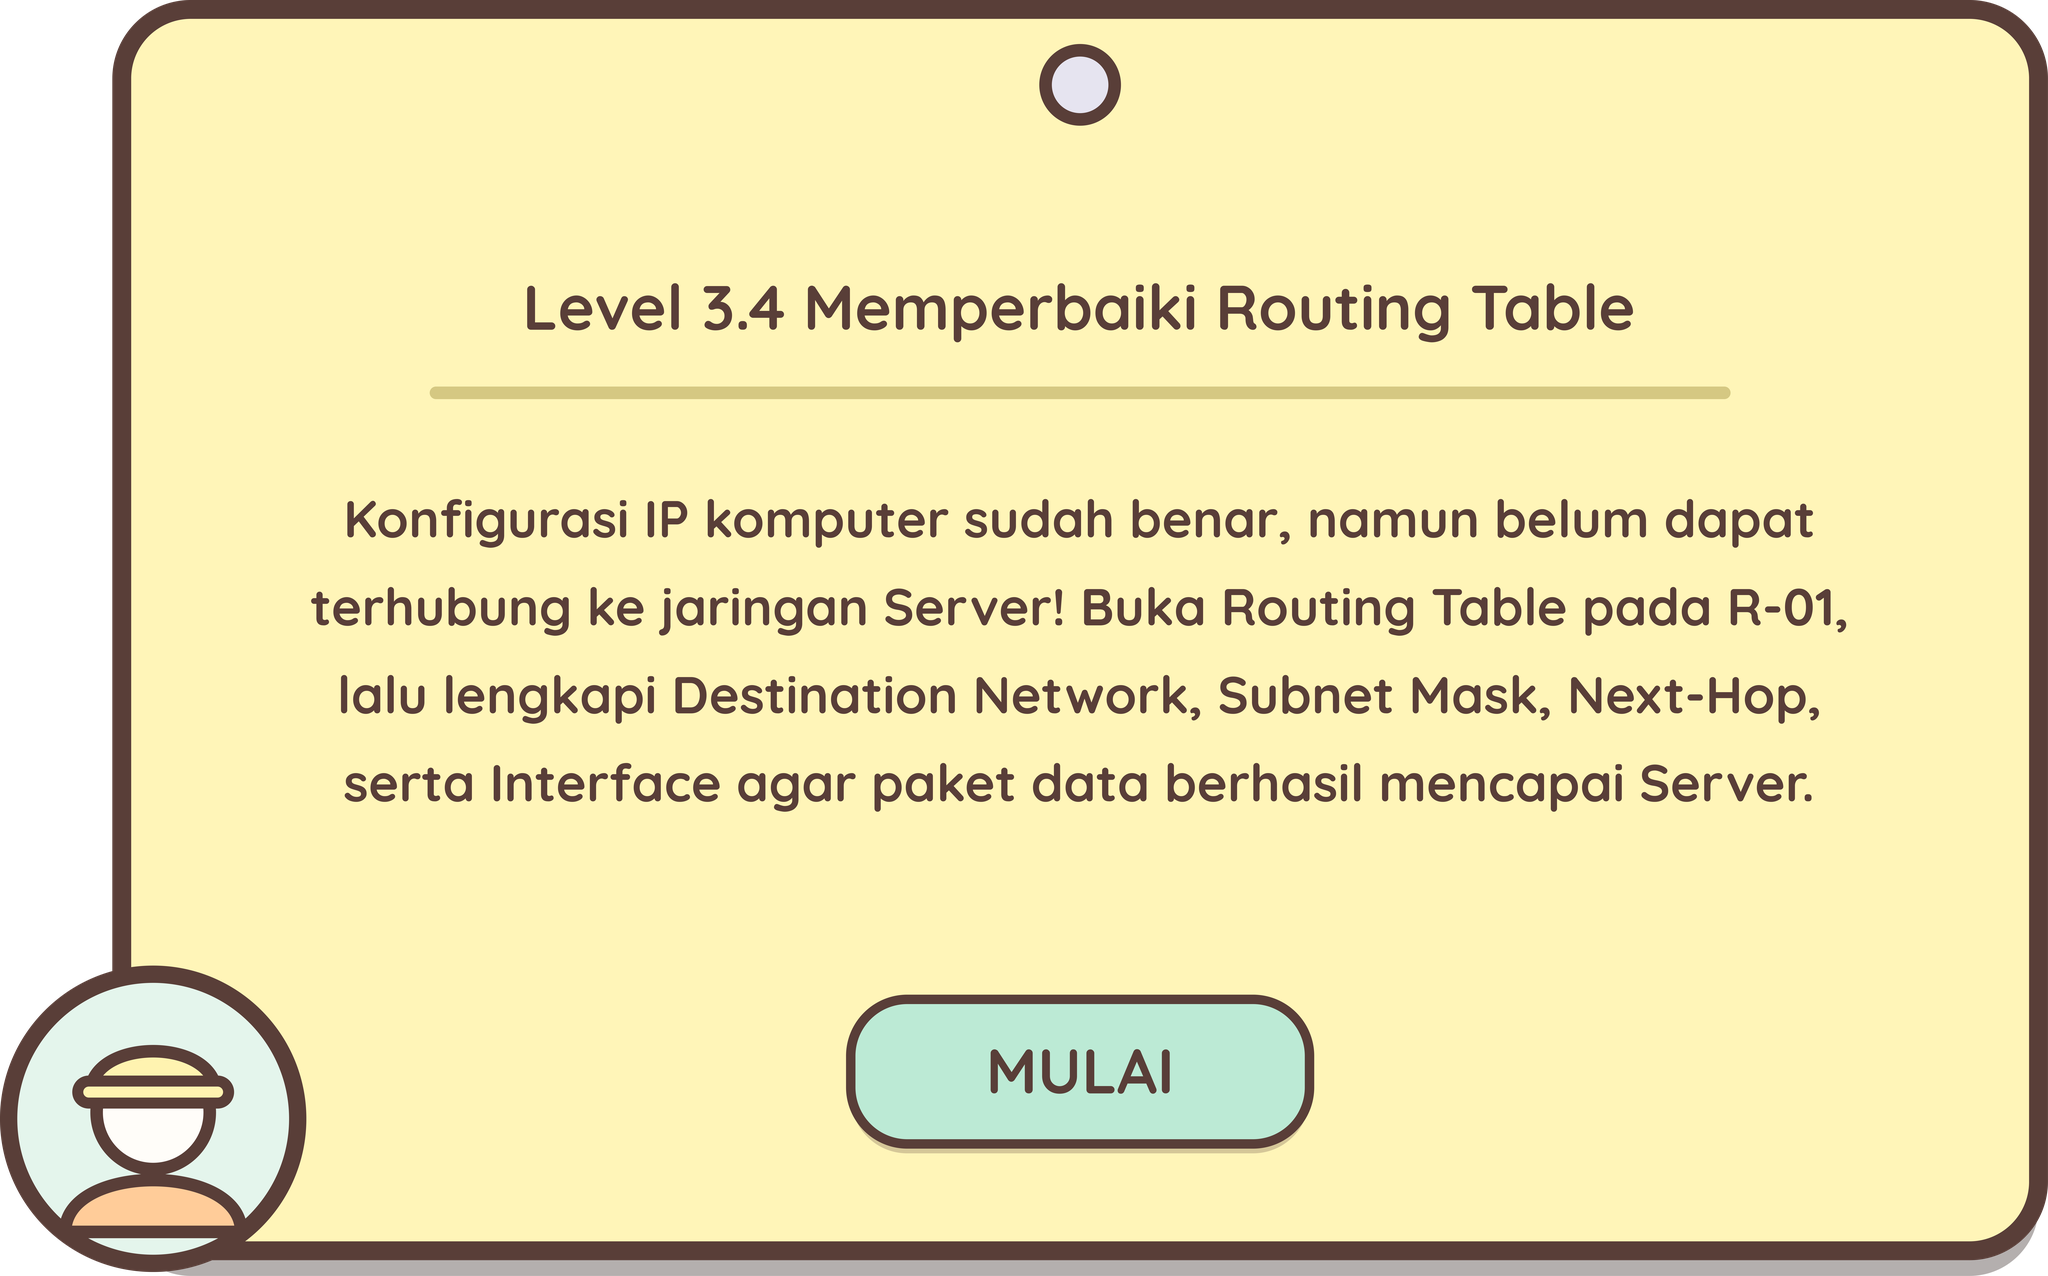 Level 3.4 Memperbaiki Routing Table
Konfigurasi IP komputer sudah benar, namun belum dapat
terhubung ke jaringan Server! Buka Routing Table pada R-01,
lalu lengkapi Destination Network, Subnet Mask, Next-Hop,
serta Interface agar paket data berhasil mencapai Server.
MULAI